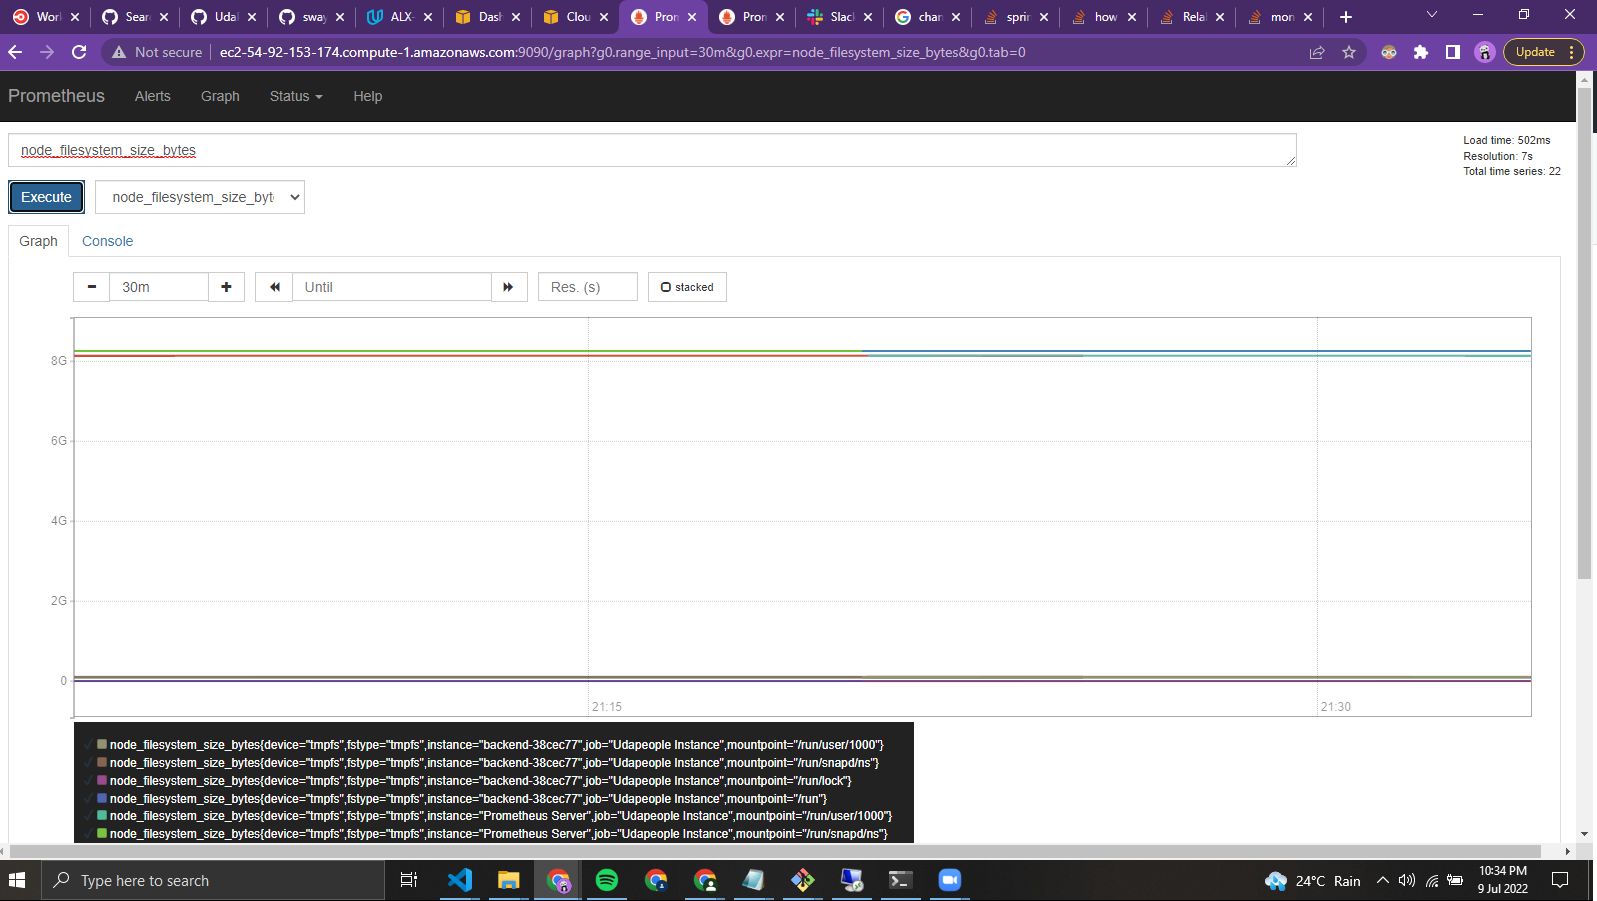 Work
Sear
Udal
sway
ALX-
Dash
Clou
Pron
Pron
Slack
chan
sprin
how
Rela
mon
Not secure
ec2-54-92-153-174.compute-1.amazonaws.com:9090/graph?g0.range_input=30m&g0.expr=node_filesystem_size_bytes&g0.tab=0
Update
Prometheus Alerts Graph Status Help
node_filesystem_size_bytes
Load time: 502ms
Resolution: 7s
Total time series: 22
Execute
node_filesystem_size_byt
Graph Console
- 30m + Until Res. (s) stacked
8G
6G
4G
2G
0
21:15 21:30
node_filesystem_size_bytes{device="tmpfs",fstype="tmpfs",instance="backend-38cec77",job="Udapeople Instance",mountpoint="/run/user/1000"}
node_filesystem_size_bytes{device="tmpfs",fstype="tmpfs",instance="backend-38cec77",job="Udapeople Instance",mountpoint="/run/snapd/ns"}
node_filesystem_size_bytes{device="tmpfs",fstype="tmpfs",instance="backend-38cec77",job="Udapeople Instance",mountpoint="/run/lock"}
node_filesystem_size_bytes{device="tmpfs",fstype="tmpfs",instance="backend-38cec77",job="Udapeople Instance",mountpoint="/run"}
node_filesystem_size_bytes{device="tmpfs",fstype="tmpfs",instance="Prometheus Server",job="Udapeople Instance",mountpoint="/run/user/1000"}
node_filesystem_size_bytes{device="tmpfs",fstype="tmpfs",instance="Prometheus Server",job="Udapeople Instance",mountpoint="/run/snapd/ns"}
Type here to search
24°C Rain
10:34 PM
9 Jul 2022